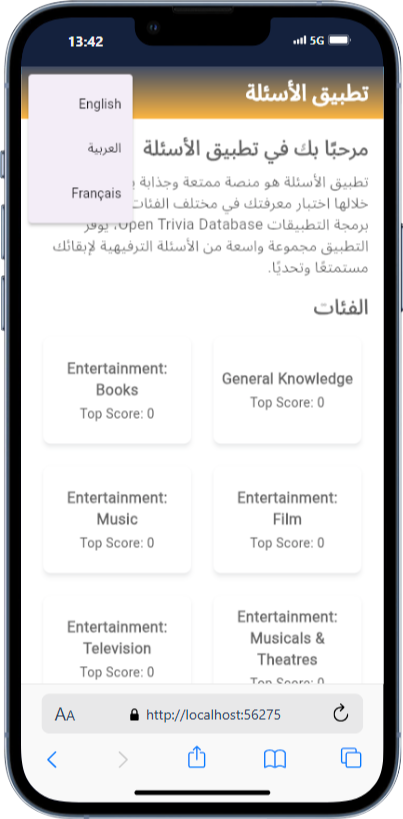 13:42
5G
تطبيق الأسئلة
English
العربية
Français
مرحبًا بك في تطبيق الأسئلة
تطبيق الأسئلة هو منصة ممتعة وجذابة
خلالها اختبار معرفتك في مختلف الفئات
برمجة التطبيقات Open Trivia Database، يوفر
التطبيق مجموعة واسعة من الأسئلة الترفيهية لإبقائك
مستمتعًا وتحديًا.
الفئات
General Knowledge
Top Score: 0
Entertainment:
Books
Top Score: 0
Entertainment:
Film
Top Score: 0
Entertainment:
Music
Top Score: 0
Entertainment:
Musicals &
Theatres
Top Score: 0
Entertainment:
Television
Top Score: 0
AA
http://localhost:56275